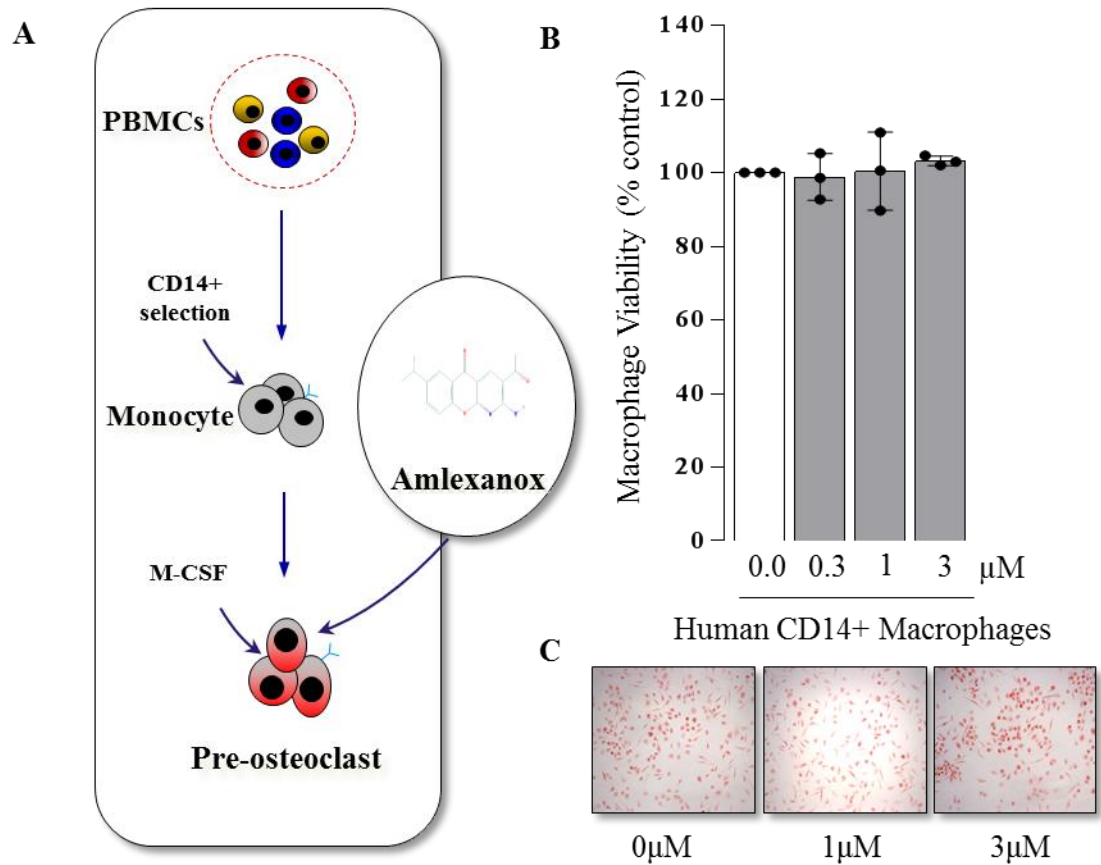 A
PBMCs
CD14+
selection
Monocyte
Amlexanox
M-CSF
Pre-osteoclast
B
Macrophage Viability (% control)
140
120
100
80
60
40
20
0
0.0 0.3 1 3 μM
Human CD14+ Macrophages
C
0μM 1μM 3μM